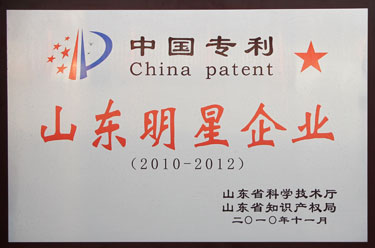 中国专利
China patent
山东明星企业
(2010-2012)
山东省科学技术厅
山东省知识产权局
二〇一〇年十一月